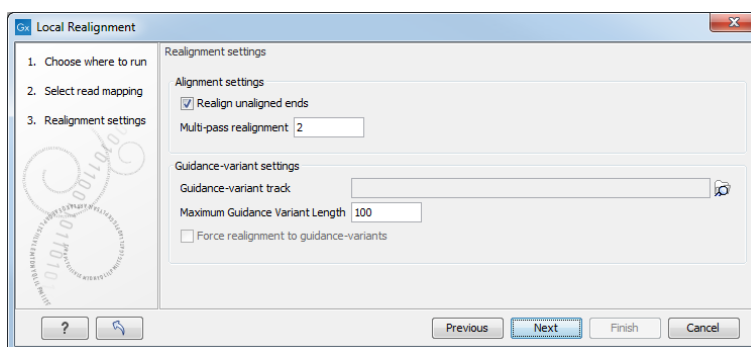 Gx Local Realignment
1. Choose where to run
2. Select read mapping
3. Realignment settings
Realignment settings
Alignment settings
Realign unaligned ends
Multi-pass realignment 2
Guidance-variant settings
Guidance-variant track
Maximum Guidance Variant Length 100
Force realignment to guidance-variants
? Previous Next Finish Cancel